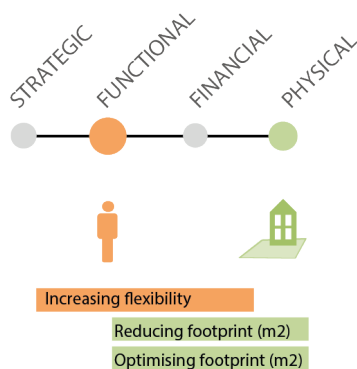 STRATEGIC
FUNCTIONAL
FINANCIAL
PHYSICAL
Increasing flexibility
Reducing footprint (m2)
Optimising footprint (m2)